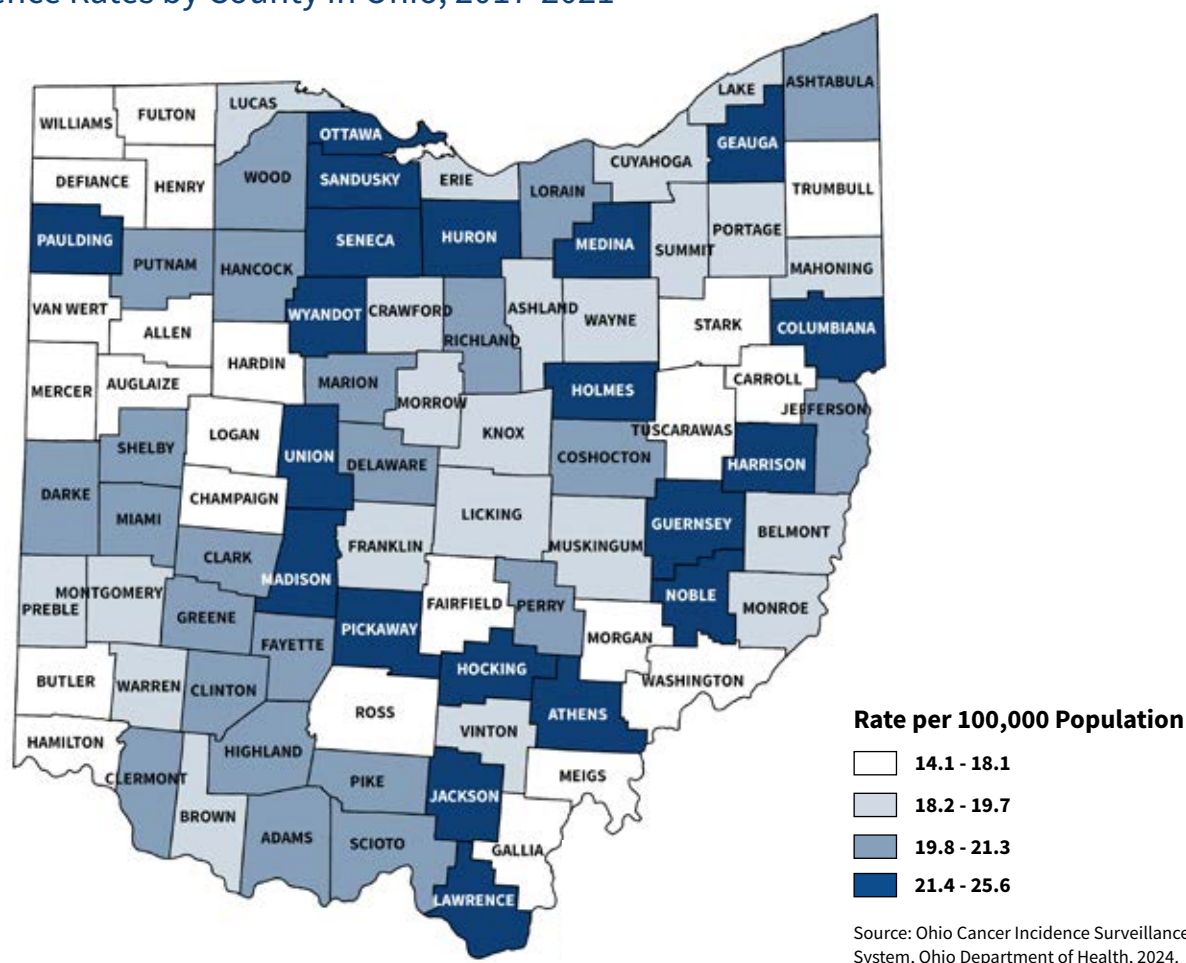 ence Rates by County in Ohio, 2017-2021
LAKE
ASHTABULA
LUCAS
FULTON
WILLIAMS
OTTAWA
GEAUGA
CUYAHOGA
DEFIANCE
HENRY
WOOD
SANDUSKY
ERIE
LORAIN
TRUMBULL
PAULDING
SENECA
HURON
MEDINA
SUMMIT
PORTAGE
PUTNAM
HANCOCK
MAHONING
VAN WERT
ALLEN
WYANDOT
CRAWFORD
RICHLAND
ASHLAND
WAYNE
STARK
COLUMBIANA
HARDIN
MERCER
AUGLAIZE
MARION
MORROW
HOLMES
CARROLL
JEFFERSON
LOGAN
KNOX
TUSCARAWAS
SHELBY
UNION
DELAWARE
COSHOCTON
HARRISON
DARKE
CHAMPAIGN
MIAMI
LICKING
GUERNSEY
BELMONT
CLARK
FRANKLIN
MUSKINGUM
MADISON
MONTGOMERY
PREBLE
GREENE
FAIRFIELD
PERRY
NOBLE
MONROE
FAYETTE
PICKAWAY
MORGAN
BUTLER
WARREN
CLINTON
HOCKING
WASHINGTON
ROSS
ATHENS
HAMILTON
HIGHLAND
VINTON
CLERMONT
PIKE
MEIGS
JACKSON
BROWN
ADAMS
SCIOTO
GALLIA
LAWRENCE
Rate per 100,000 Population
14.1 - 18.1
18.2 - 19.7
19.8 - 21.3
21.4 - 25.6
Source: Ohio Cancer Incidence Surveillance
System, Ohio Department of Health, 2024.